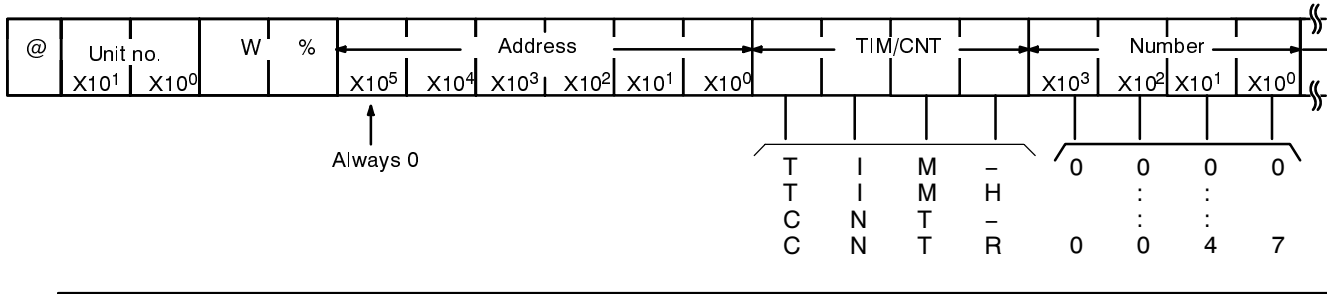 @ Unit no. W % Address TIM/CNT Number
X10¹ X10⁰ X10⁵ X10⁴ X10³ X10² X10¹ X10⁰ X10³ X10² X10¹ X10⁰
Always 0
T I M – 0 0 0 0
T I M H : :
C N T – : :
C N T R 0 0 4 7